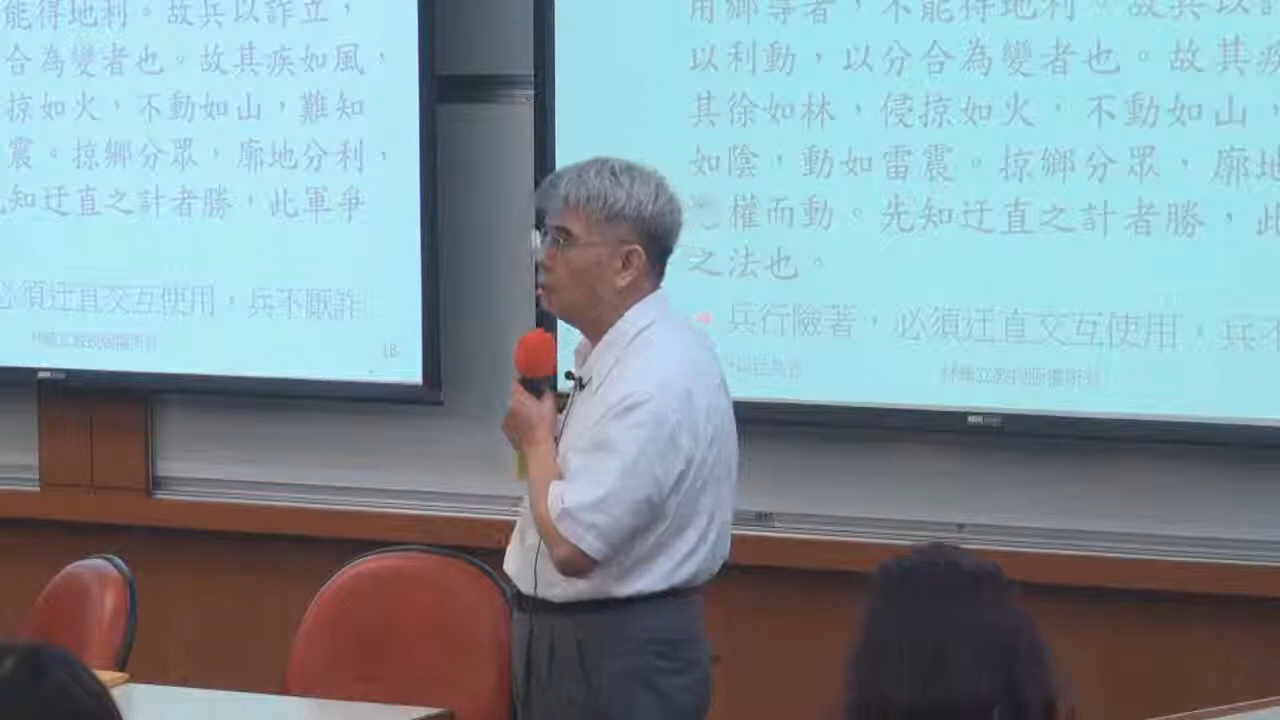 能得地利。故兵以詐立，
合為變者也。故其疾如風，
掠如火，不動如山，難知
震。掠鄉分眾，廓地分利，
知迂直之計者勝，此軍爭
必須迂直交互使用，兵不厭詐
18
用鄉導者，不能得地利。故兵以
以利動，以分合為變者也。故其疾
其徐如林，侵掠如火，不動如山，
如陰，動如雷震。掠鄉分眾，廓地
權而動。先知迂直之計者勝，此
之法也。
兵行險著，必須迂直交互使用，兵不